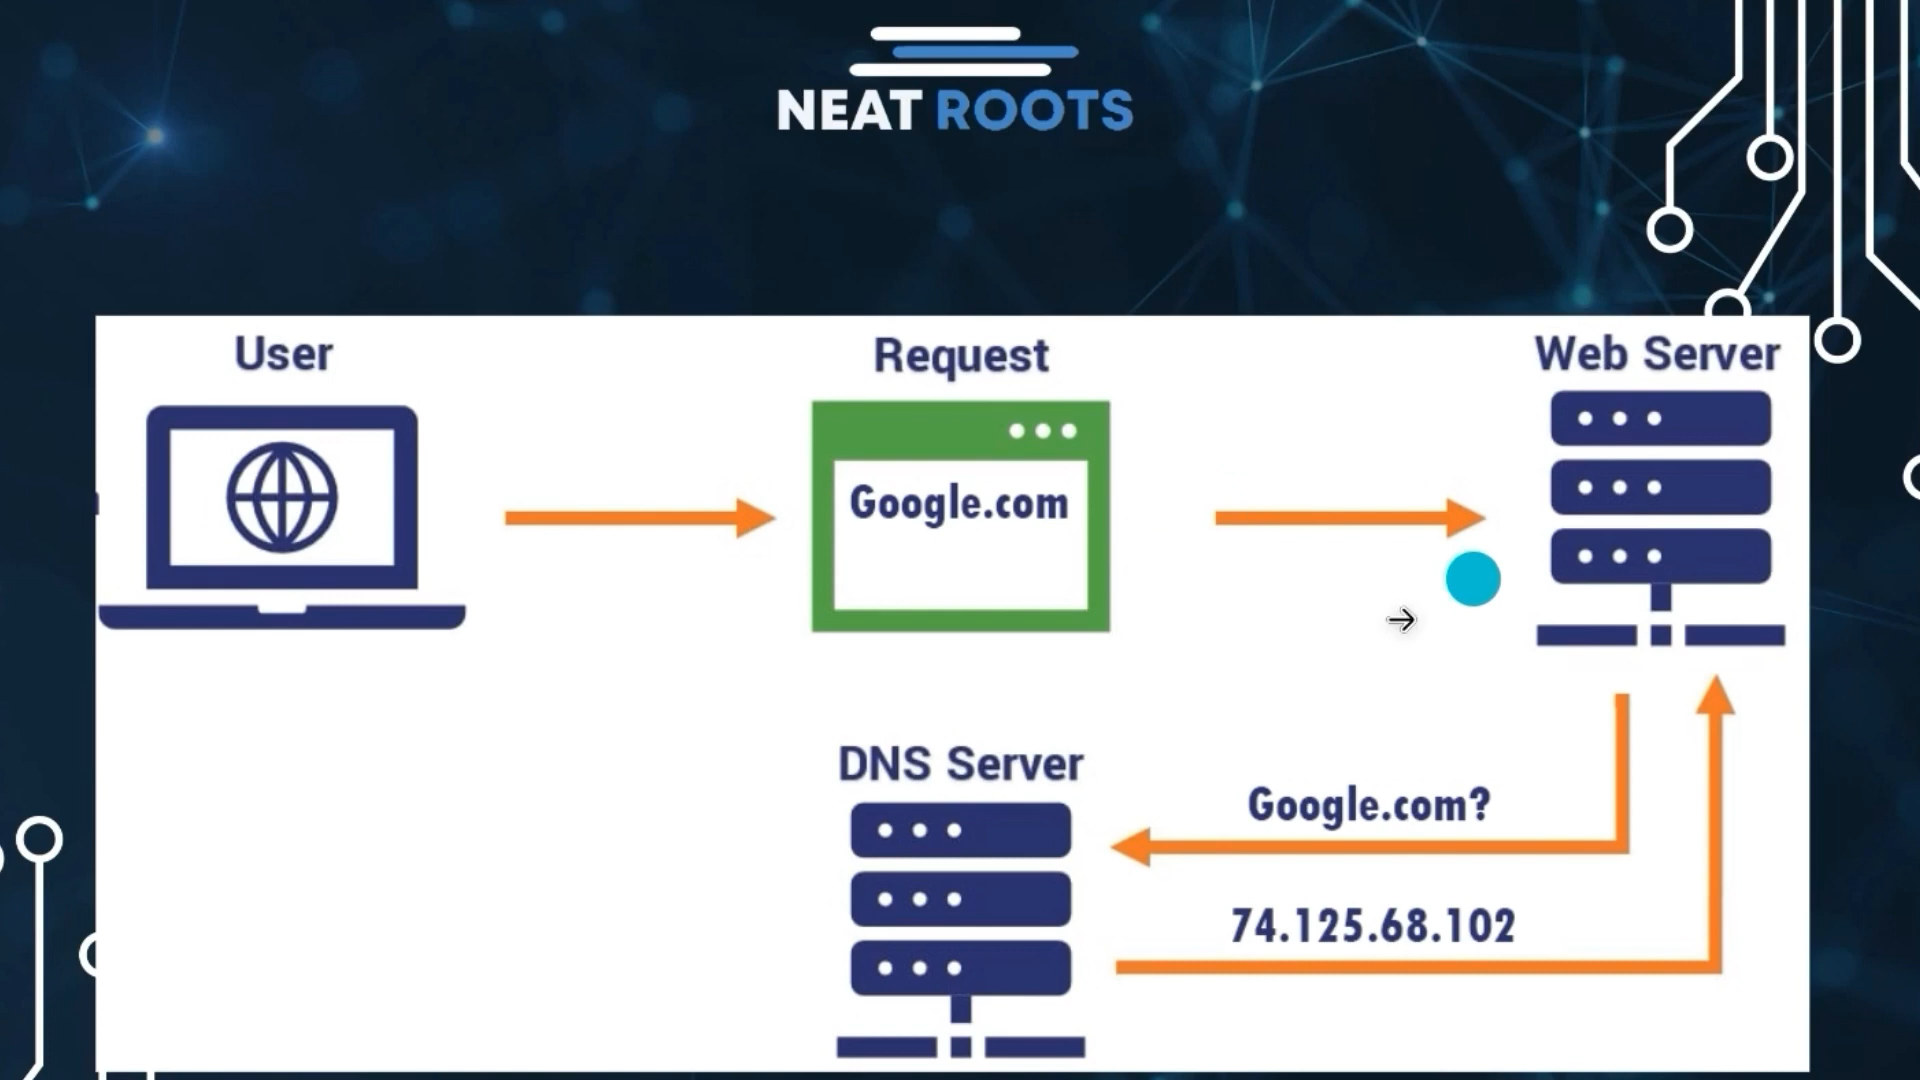 NEAT ROOTS
User
Request
Web Server
Google.com
DNS Server
Google.com?
74.125.68.102